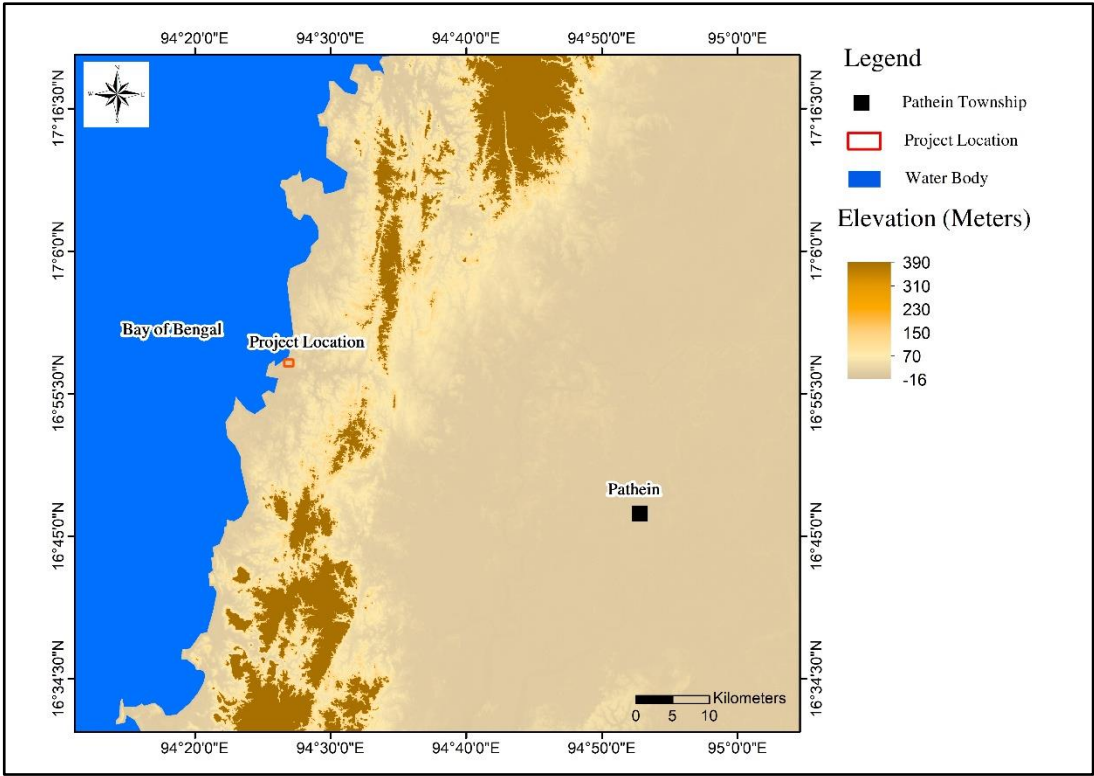 94°20'0"E 94°30'0"E 94°40'0"E 94°50'0"E 95°0'0"E
N
W E
S
17°16'30"N 17°16'30"N
17°6'0"N 17°6'0"N
16°55'30"N 16°55'30"N
16°45'0"N 16°45'0"N
16°34'30"N 16°34'30"N
Bay of Bengal
Project Location
Pathein
Kilometers
0 5 10
94°20'0"E 94°30'0"E 94°40'0"E 94°50'0"E 95°0'0"E
Legend
Pathein Township
Project Location
Water Body
Elevation (Meters)
390
310
230
150
70
-16